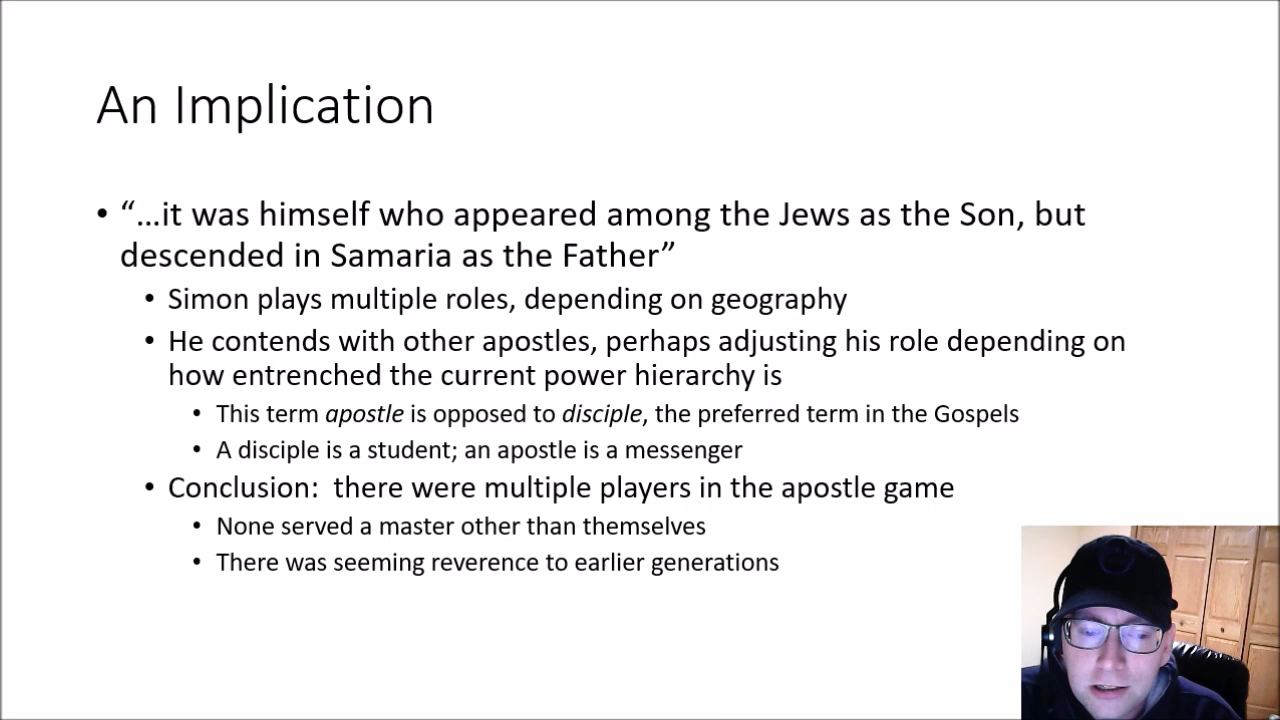 An Implication
• “…it was himself who appeared among the Jews as the Son, but
descended in Samaria as the Father”
• Simon plays multiple roles, depending on geography
• He contends with other apostles, perhaps adjusting his role depending on
how entrenched the current power hierarchy is
• This term apostle is opposed to disciple, the preferred term in the Gospels
• A disciple is a student; an apostle is a messenger
• Conclusion:  there were multiple players in the apostle game
• None served a master other than themselves
• There was seeming reverence to earlier generations